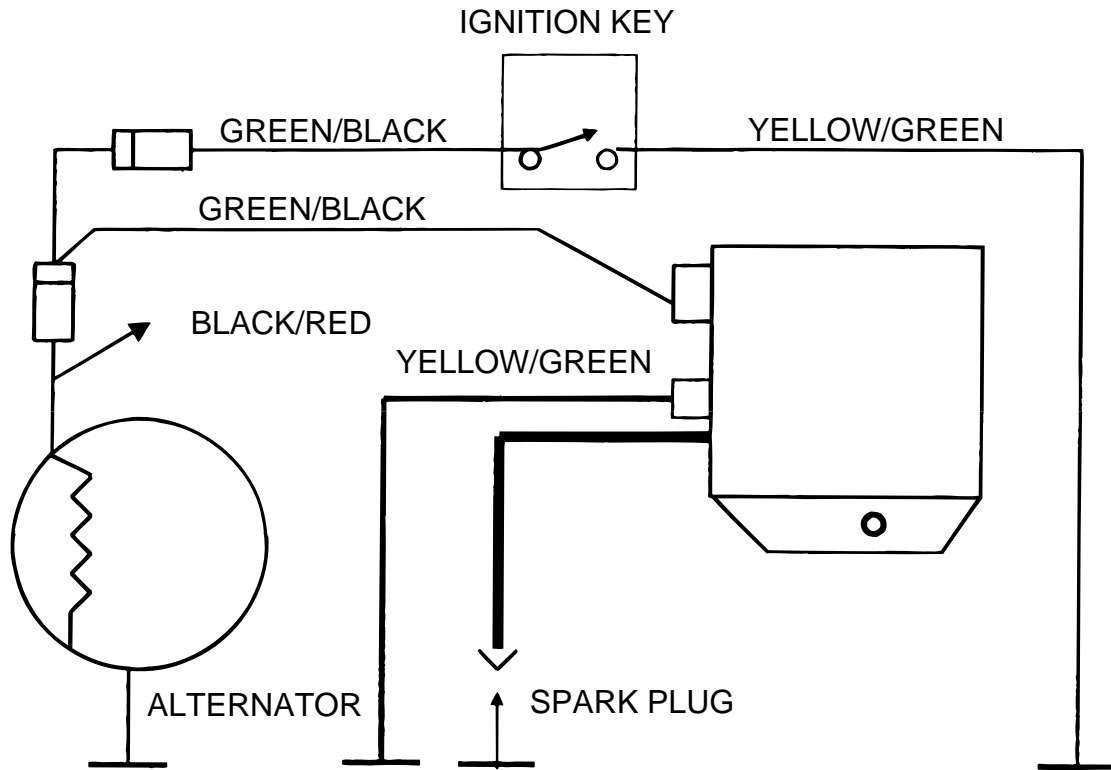 IGNITION KEY
GREEN/BLACK
YELLOW/GREEN
GREEN/BLACK
BLACK/RED
YELLOW/GREEN
ALTERNATOR
SPARK PLUG